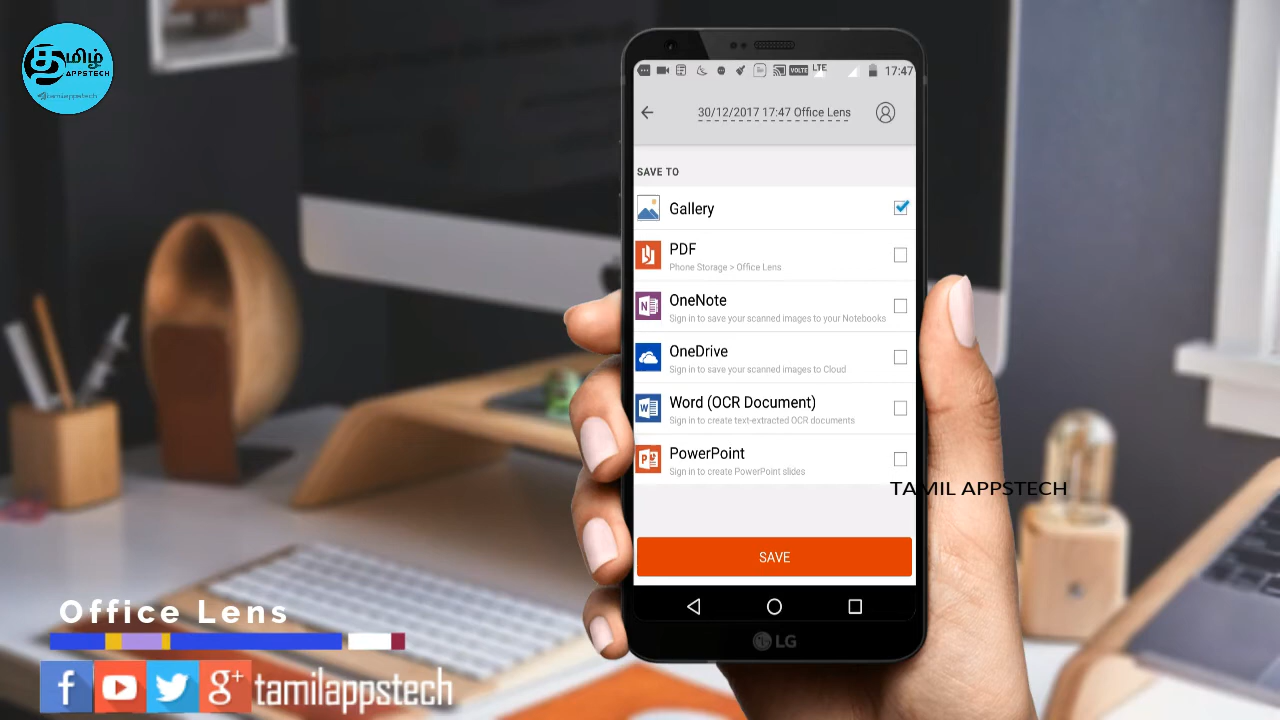 தமிழ்
APPSTECH
tamilappstech
VOLTE LTE 17:47
30/12/2017 17:47 Office Lens
SAVE TO
Gallery
PDF
Phone Storage > Office Lens
OneNote
Sign in to save your scanned images to your Notebooks
OneDrive
Sign in to save your scanned images to Cloud
Word (OCR Document)
Sign in to create text-extracted OCR documents
PowerPoint
Sign in to create PowerPoint slides
TAMIL APPSTECH
SAVE
LG
Office Lens
f g+ tamilappstech